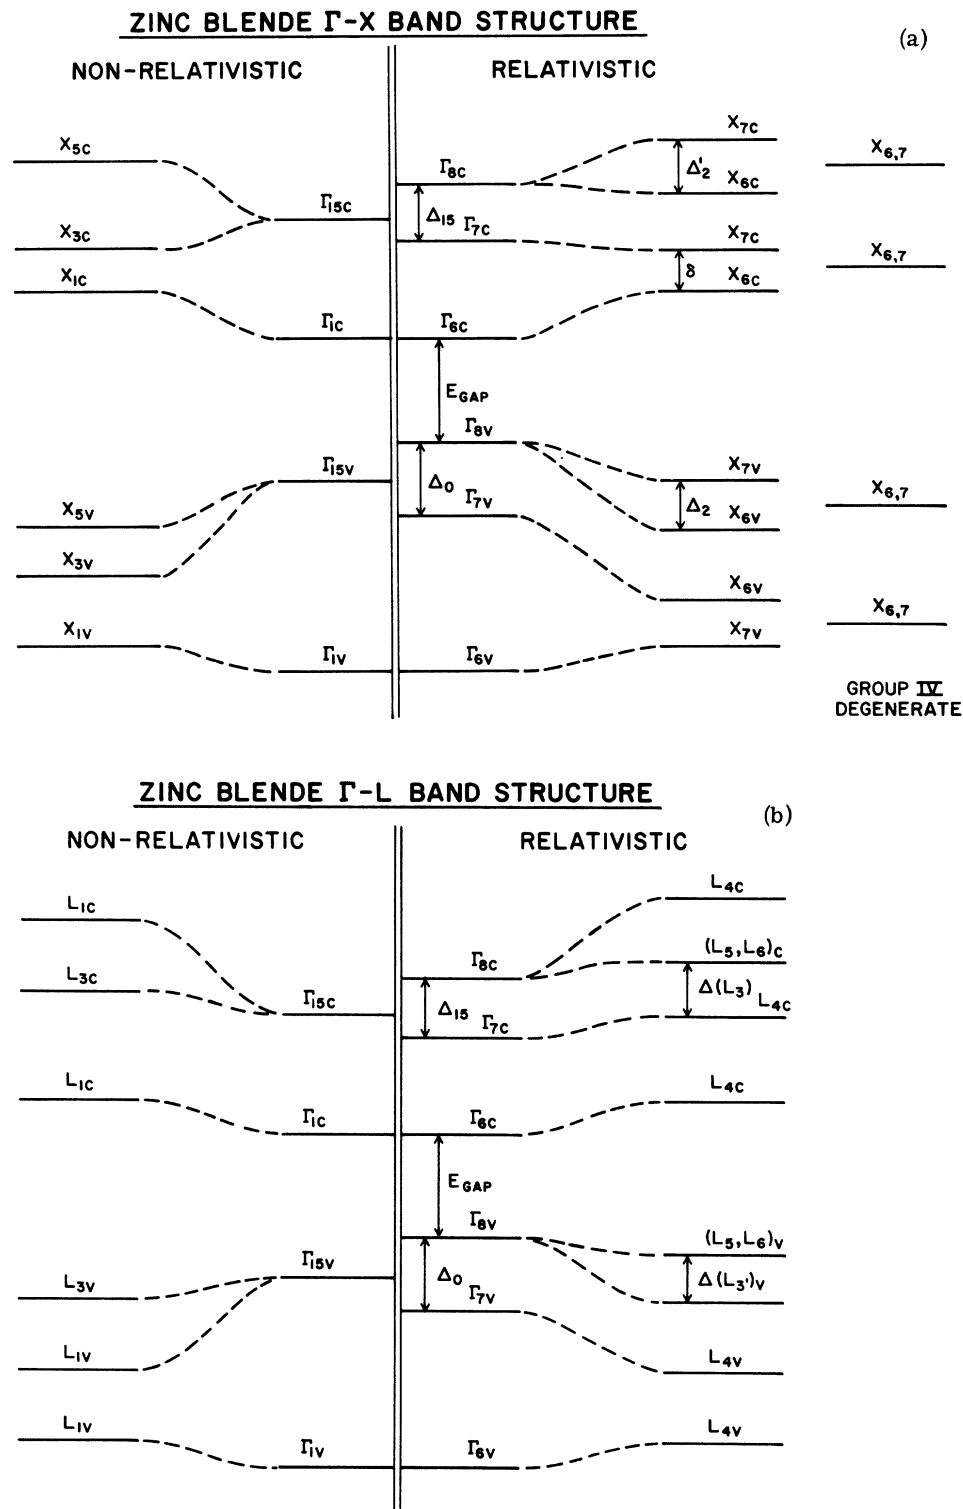 ZINC BLENDE Γ-X BAND STRUCTURE
(a)
NON-RELATIVISTIC
RELATIVISTIC
X5C
X3C
X1C
Γ15C
Γ1C
X5V
X3V
X1V
Γ15V
Γ1V
Γ8C
Δ15
Γ7C
Γ6C
EGAP
Γ8V
Δ0
Γ7V
Γ6V
X7C
Δ'2
X6C
X7C
δ
X6C
X7V
Δ2
X6V
X6V
X7V
X6,7
X6,7
X6,7
X6,7
GROUP IV
DEGENERATE
ZINC BLENDE Γ-L BAND STRUCTURE
(b)
NON-RELATIVISTIC
RELATIVISTIC
L1C
L3C
L1C
Γ15C
Γ1C
L3V
L1V
L1V
Γ15V
Γ1V
Γ8C
Δ15
Γ7C
Γ6C
EGAP
Γ8V
Δ0
Γ7V
Γ6V
L4C
(L5,L6)C
Δ(L3)
L4C
L4C
(L5,L6)V
Δ(L3')V
L4V
L4V